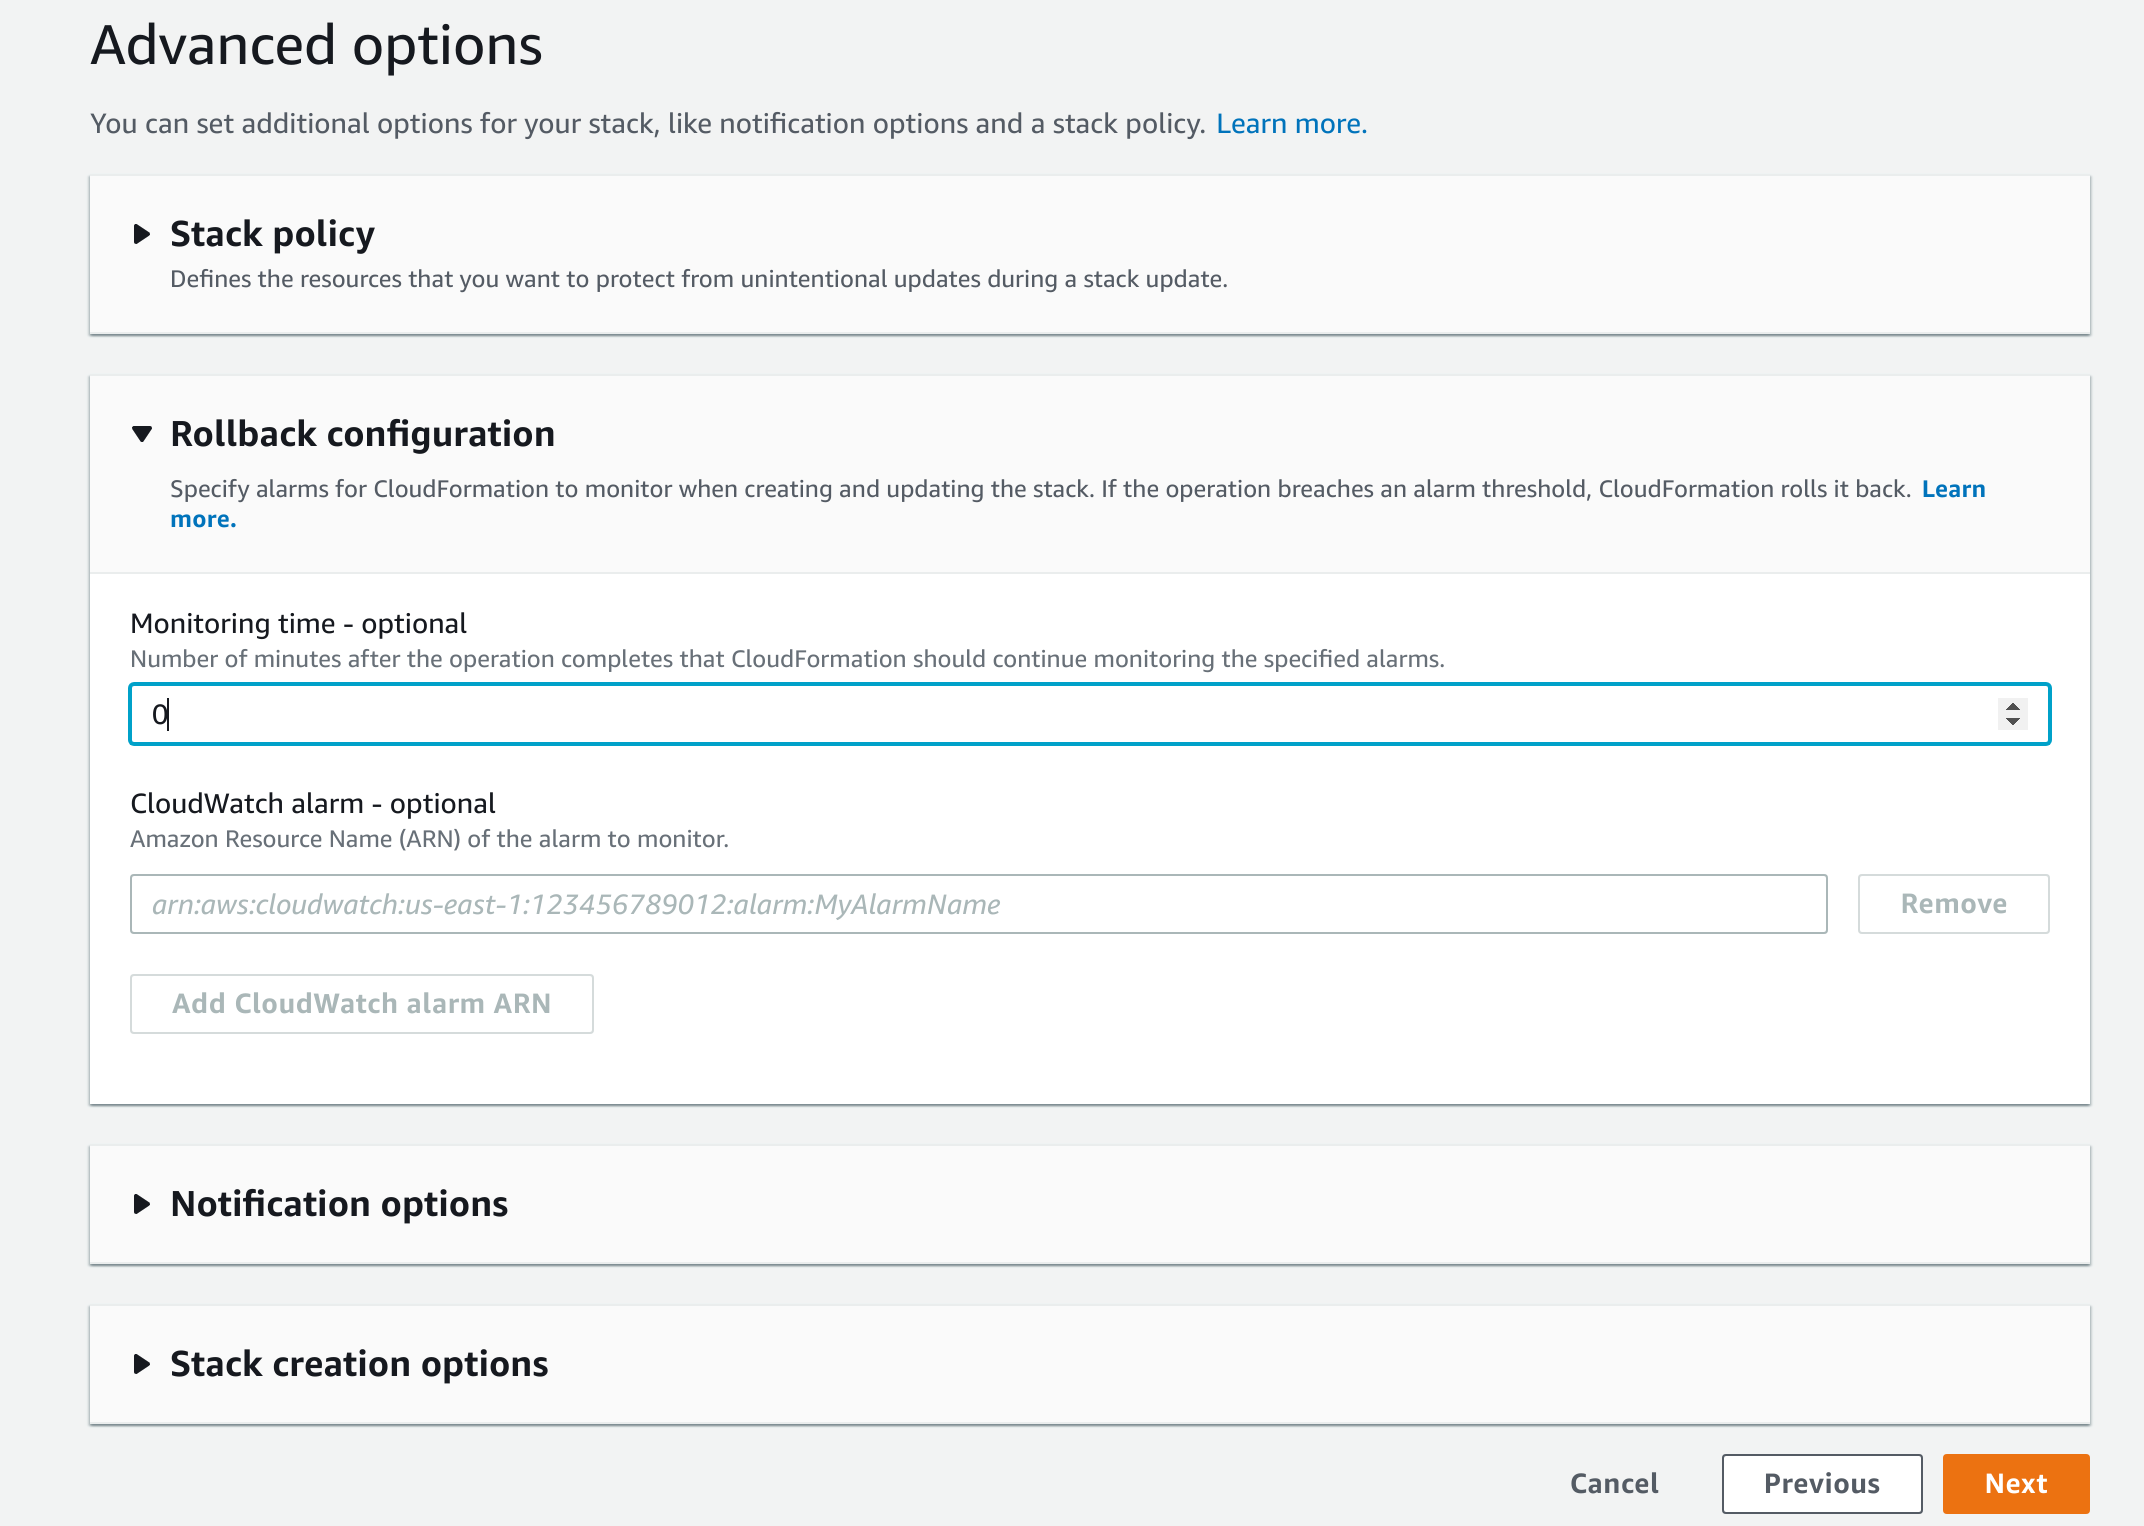 Advanced options
You can set additional options for your stack, like notification options and a stack policy. Learn more.
Stack policy
Defines the resources that you want to protect from unintentional updates during a stack update.
Rollback configuration
Specify alarms for CloudFormation to monitor when creating and updating the stack. If the operation breaches an alarm threshold, CloudFormation rolls it back. Learn
more.
Monitoring time - optional
Number of minutes after the operation completes that CloudFormation should continue monitoring the specified alarms.
0
CloudWatch alarm - optional
Amazon Resource Name (ARN) of the alarm to monitor.
arn:aws:cloudwatch:us-east-1:123456789012:alarm:MyAlarmName
Remove
Add CloudWatch alarm ARN
Notification options
Stack creation options
Cancel
Previous
Next